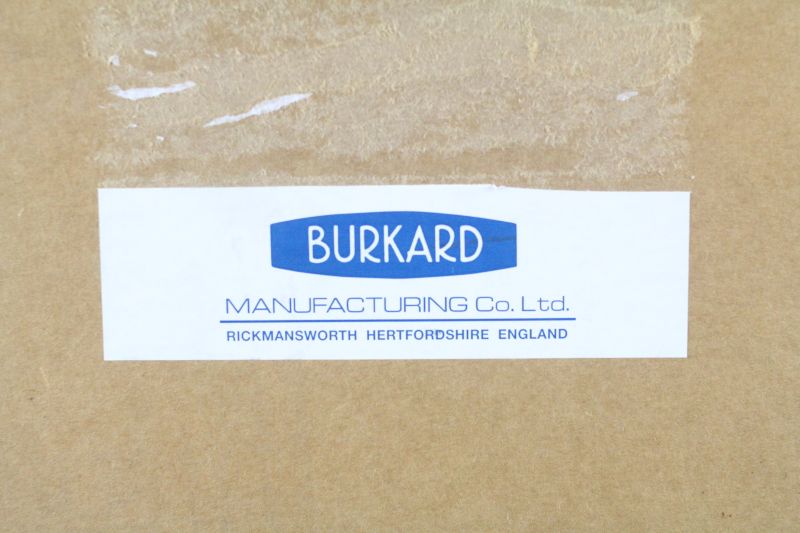 BURKARD
MANUFACTURING Co. Ltd.
RICKMANSWORTH HERTFORDSHIRE ENGLAND